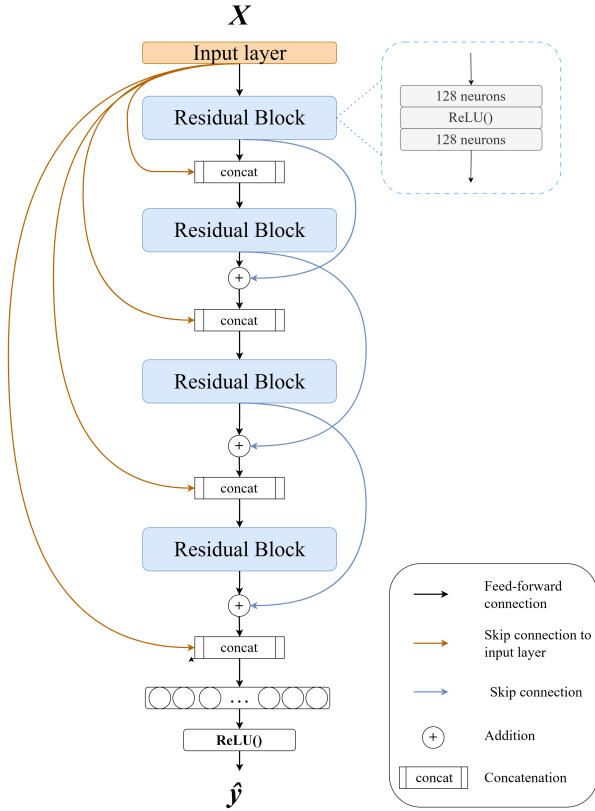 X
Input layer
Residual Block
128 neurons
ReLU()
128 neurons
concat
Residual Block
+
concat
Residual Block
+
concat
Residual Block
+
concat
...
ReLU()
ŷ
Feed-forward
connection
Skip connection to
input layer
Skip connection
+
Addition
concat
Concatenation